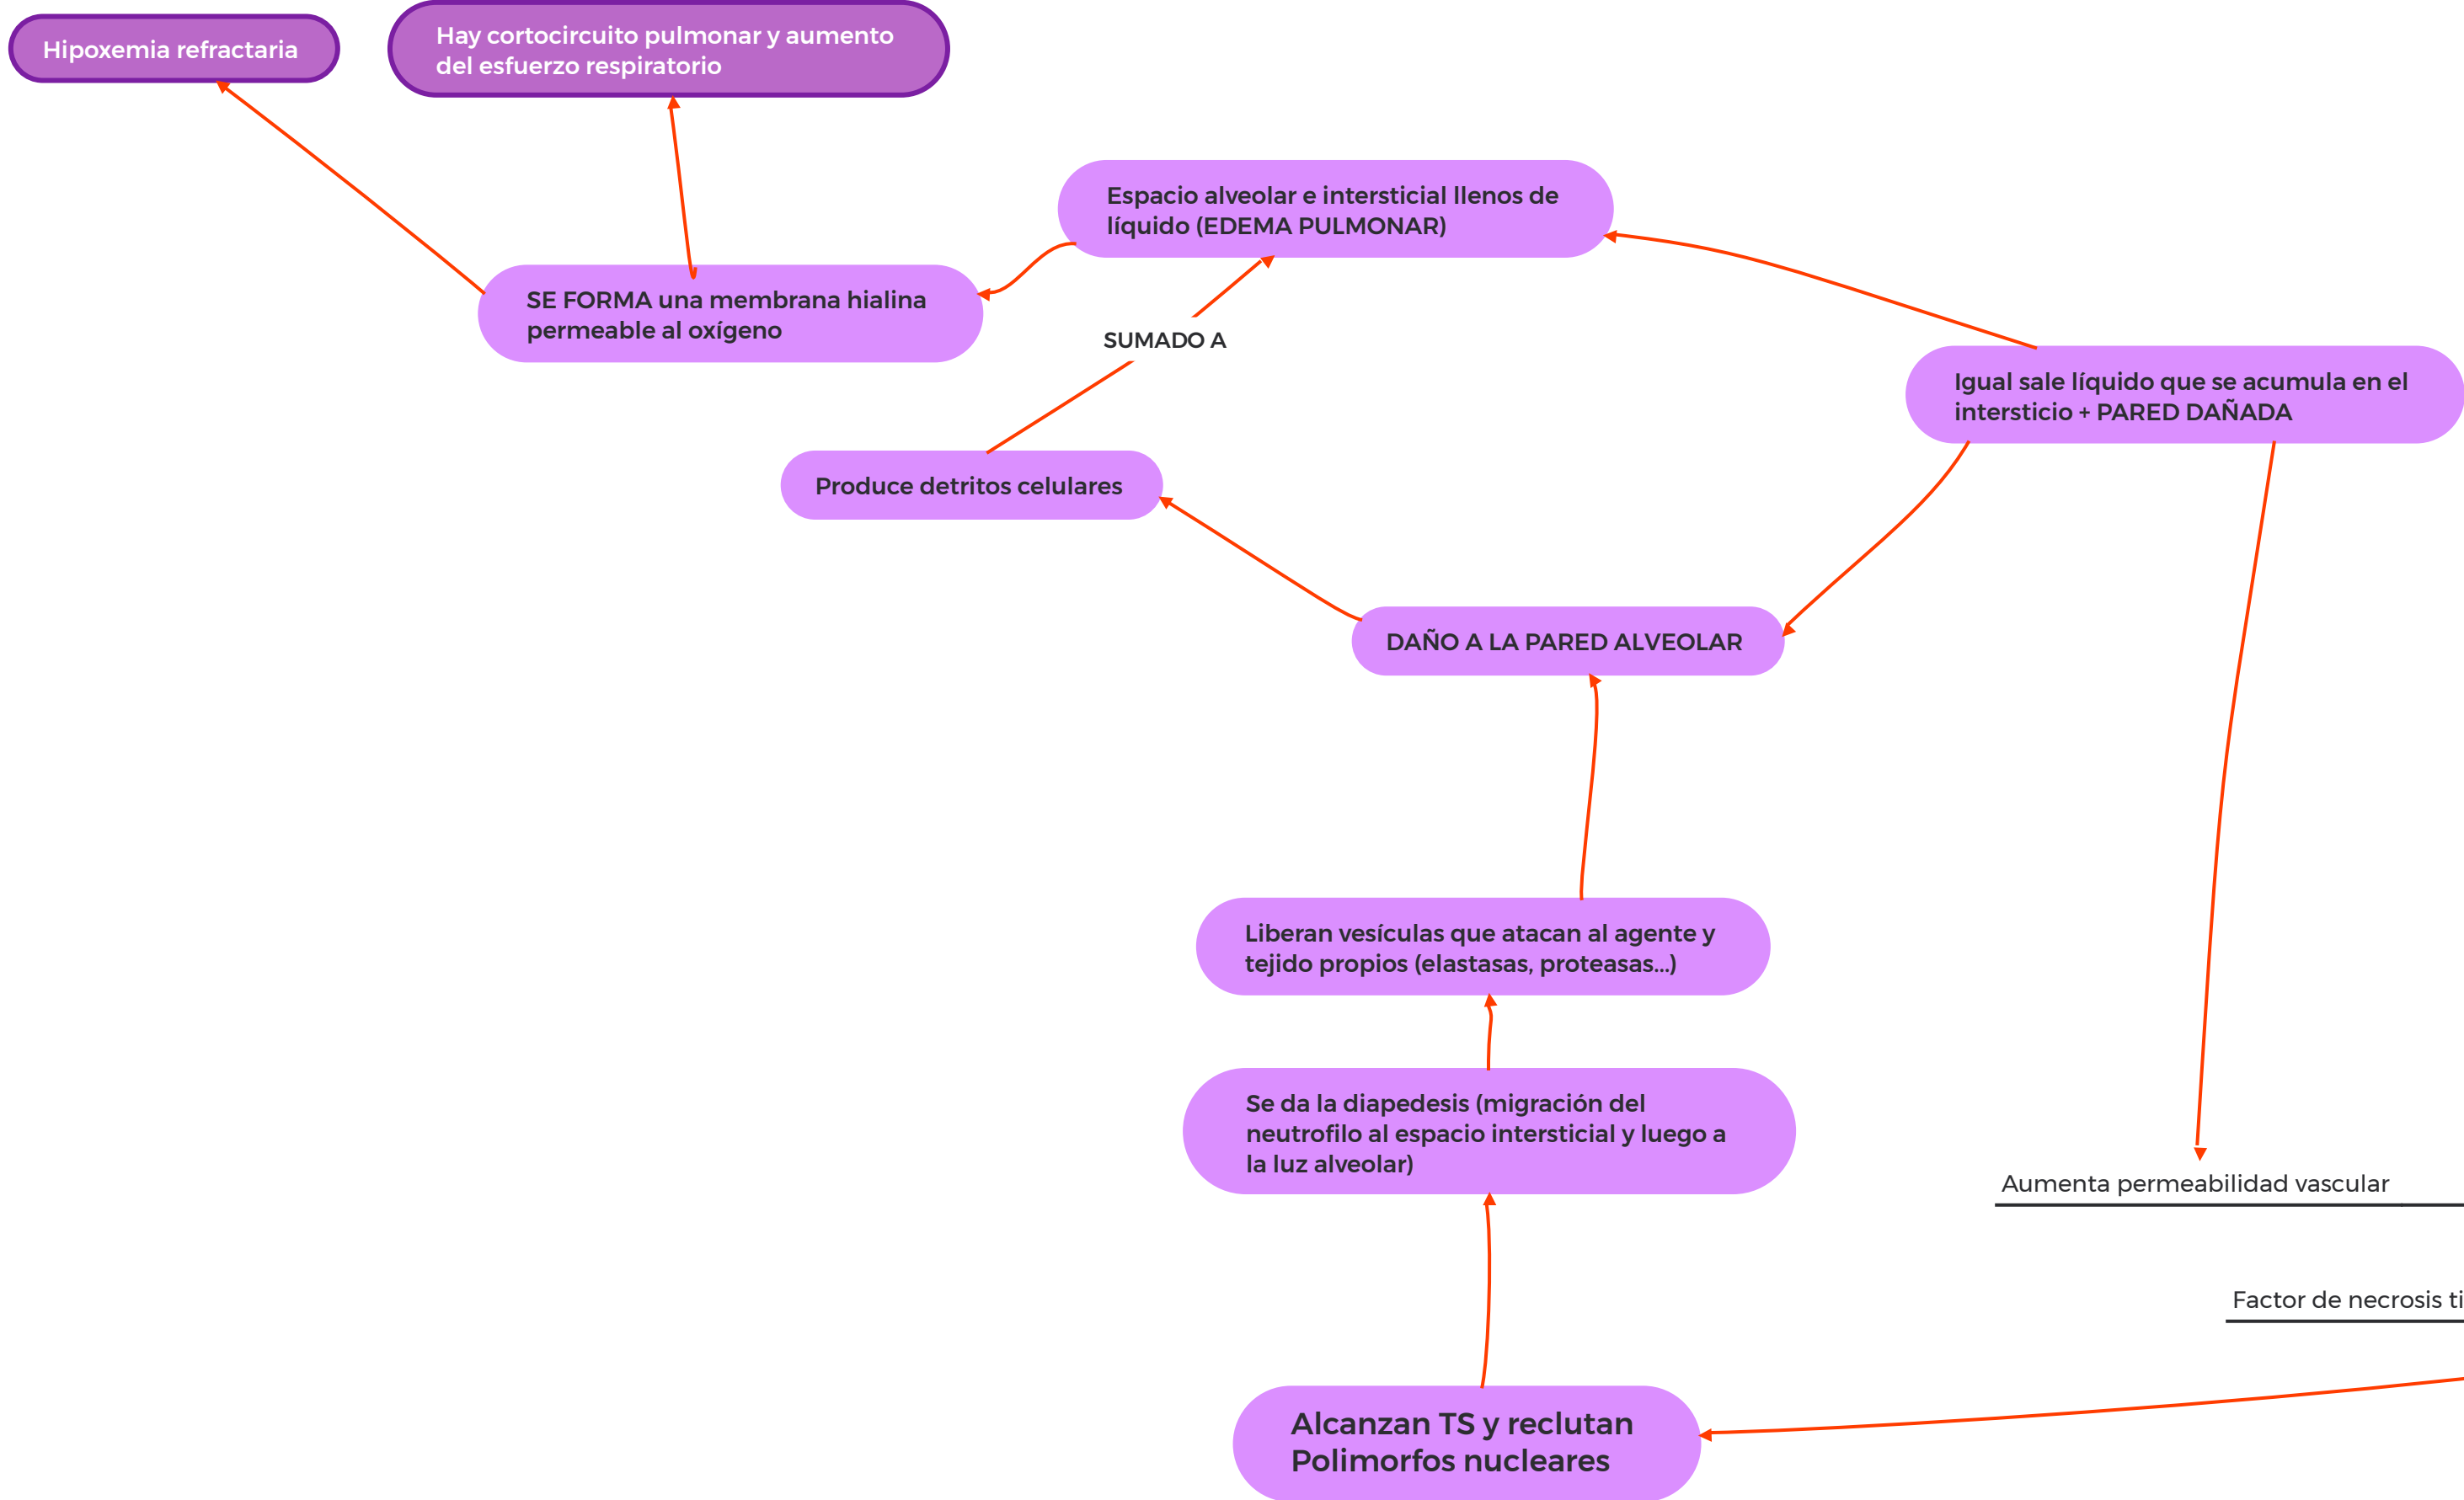 Hipoxemia refractaria
Hay cortocircuito pulmonar y aumento
del esfuerzo respiratorio
Espacio alveolar e intersticial llenos de
líquido (EDEMA PULMONAR)
SE FORMA una membrana hialina
permeable al oxígeno
SUMADO A
Igual sale líquido que se acumula en el
intersticio + PARED DAÑADA
Produce detritos celulares
DAÑO A LA PARED ALVEOLAR
Liberan vesículas que atacan al agente y
tejido propios (elastasas, proteasas...)
Se da la diapedesis (migración del
neutrofilo al espacio intersticial y luego a
la luz alveolar)
Aumenta permeabilidad vascular
Factor de necrosis ti
Alcanzan TS y reclutan
Polimorfos nucleares